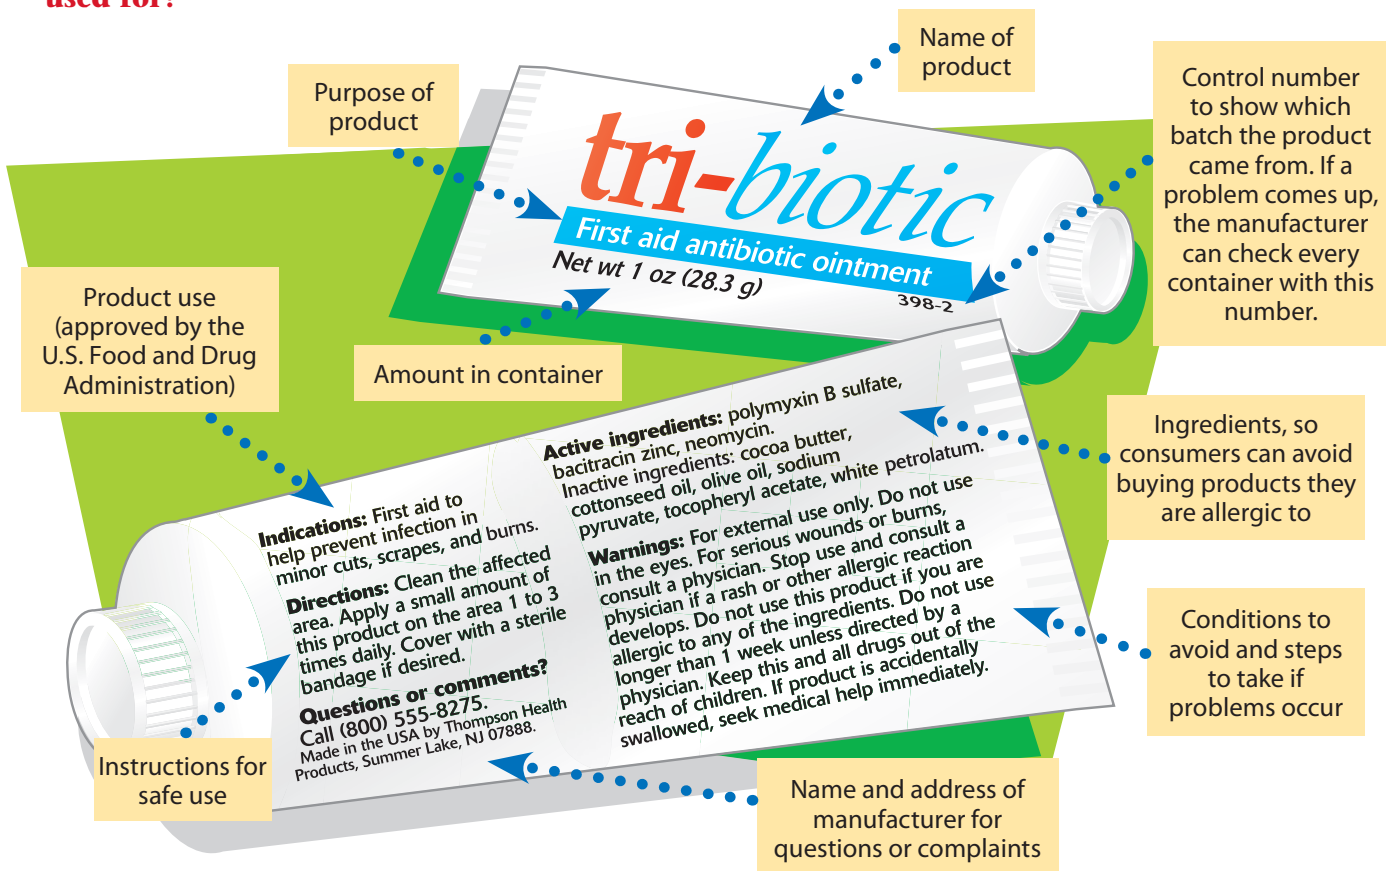 used for?
Name of
product
Purpose of
product
Control number
to show which
batch the product
came from. If a
problem comes up,
the manufacturer
can check every
container with this
number.
tri-biotic
First aid antibiotic ointment
Net wt 1 oz (28.3 g)
398-2
Product use
(approved by the
U.S. Food and Drug
Administration)
Amount in container
Ingredients, so
consumers can avoid
buying products they
are allergic to
Indications: First aid to
help prevent infection in
minor cuts, scrapes, and burns.
Directions: Clean the affected
area. Apply a small amount of
this product on the area 1 to 3
times daily. Cover with a sterile
bandage if desired.
Questions or comments?
Call (800) 555-8275.
Made in the USA by Thompson Health
Products, Summer Lake, NJ 07888.
Active ingredients: polymyxin B sulfate,
bacitracin zinc, neomycin.
Inactive ingredients: cocoa butter,
cottonseed oil, olive oil, sodium
pyruvate, tocopheryl acetate, white petrolatum.
Warnings: For external use only. Do not use
in the eyes. For serious wounds or burns,
consult a physician. Stop use and consult a
physician if a rash or other allergic reaction
develops. Do not use this product if you are
allergic to any of the ingredients. Do not use
longer than 1 week unless directed by a
physician. Keep this and all drugs out of the
reach of children. If product is accidentally
swallowed, seek medical help immediately.
Conditions to
avoid and steps
to take if
problems occur
Instructions for
safe use
Name and address of
manufacturer for
questions or complaints